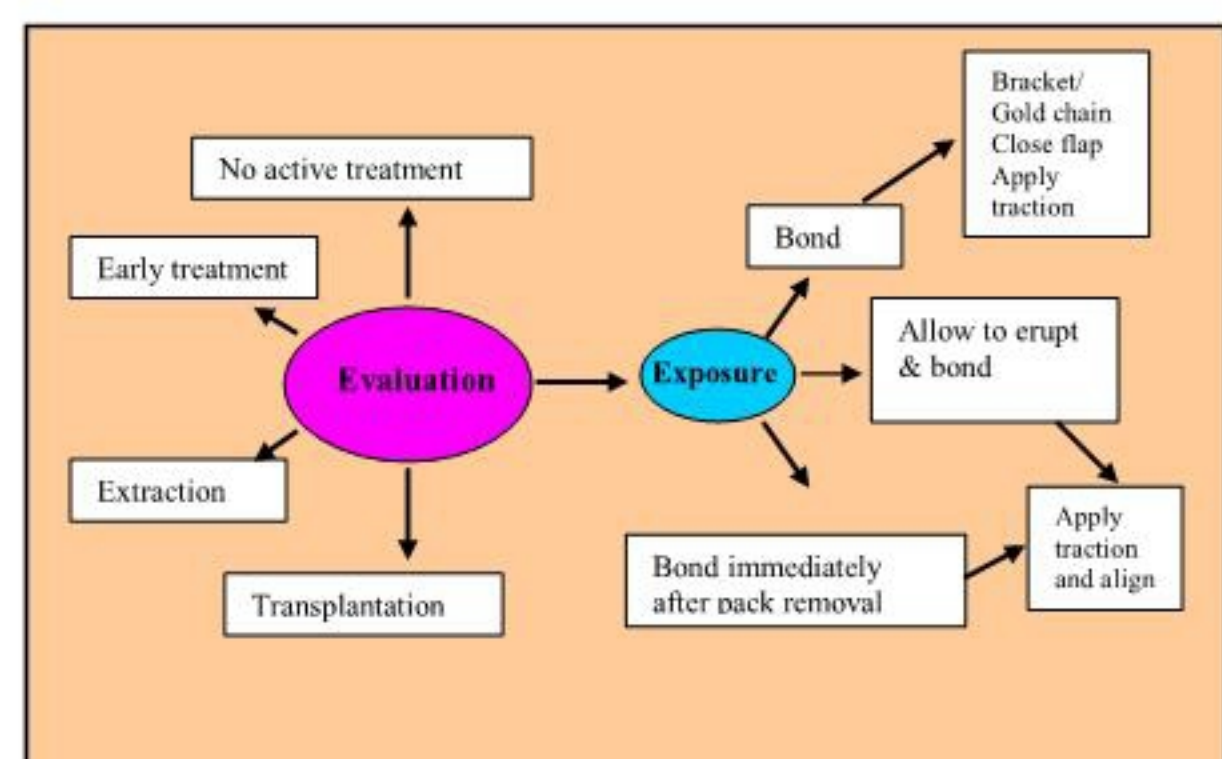 No active treatment
Early treatment
Evaluation
Extraction
Transplantation
Exposure
Bond
Bracket/
Gold chain
Close flap
Apply
traction
Allow to erupt
& bond
Bond immediately
after pack removal
Apply
traction
and align